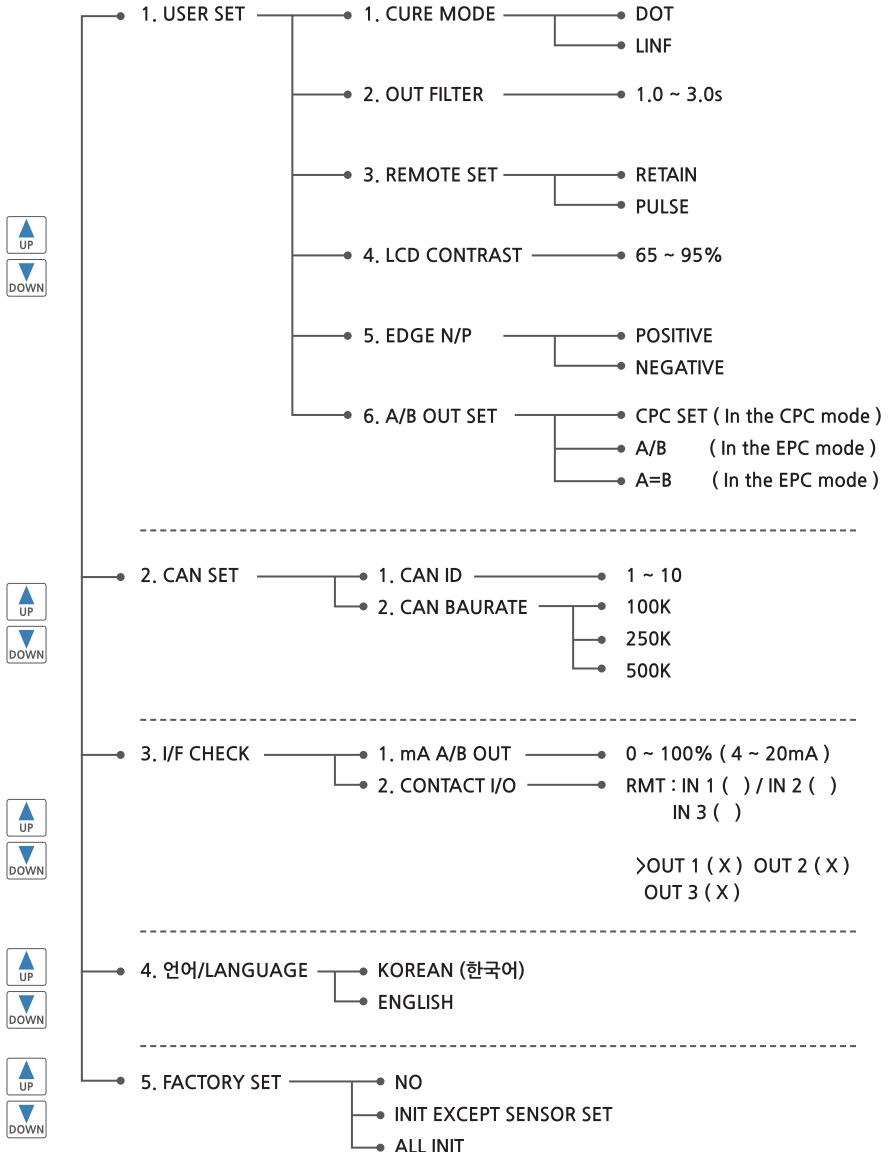 1. USER SET 1. CURE MODE DOT
LINF
2. OUT FILTER 1.0 ~ 3.0s
3. REMOTE SET RETAIN
PULSE
UP
4. LCD CONTRAST 65 ~ 95%
DOWN
5. EDGE N/P POSITIVE
NEGATIVE
6. A/B OUT SET CPC SET ( In the CPC mode )
A/B ( In the EPC mode )
A=B ( In the EPC mode )
2. CAN SET 1. CAN ID 1 ~ 10
UP 2. CAN BAURATE 100K
250K
DOWN
500K
3. I/F CHECK 1. mA A/B OUT 0 ~ 100% ( 4 ~ 20mA )
2. CONTACT I/O RMT : IN 1 ( ) / IN 2 ( )
IN 3 ( )
UP
>OUT 1 ( X ) OUT 2 ( X )
DOWN
OUT 3 ( X )
UP
4. 언어/LANGUAGE KOREAN (한국어)
ENGLISH
DOWN
5. FACTORY SET NO
UP
INIT EXCEPT SENSOR SET
DOWN
ALL INIT